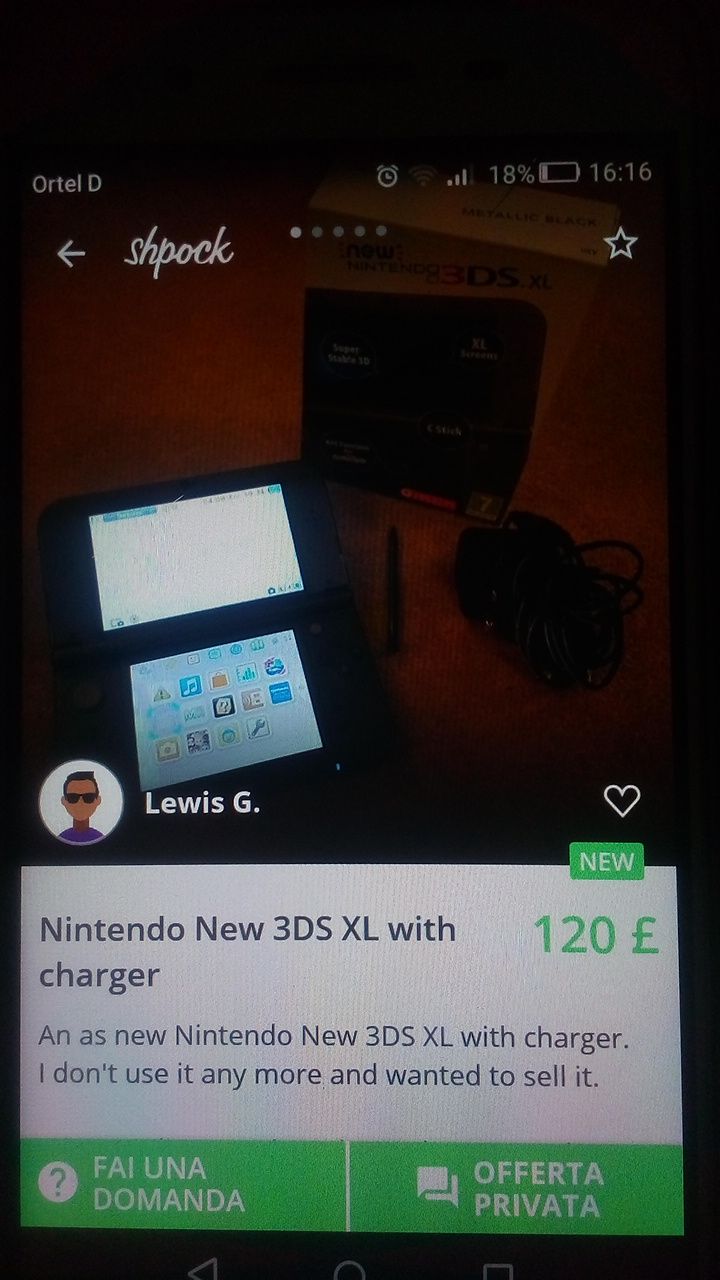 Ortel D
18%
16:16
shpock
METALLIC BLACK
new
NINTENDO
3DS XL
Super
Stable 3D
XL
Screens
C Stick
7
Lewis G.
NEW
Nintendo New 3DS XL with
charger
120 £
An as new Nintendo New 3DS XL with charger.
I don't use it any more and wanted to sell it.
? FAI UNA
DOMANDA
OFFERTA
PRIVATA